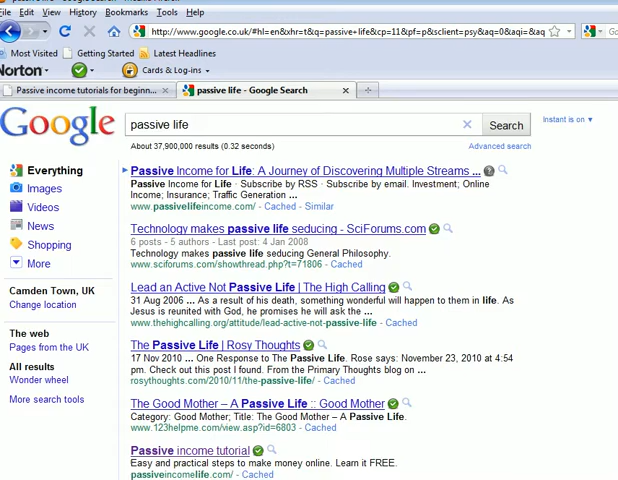 File Edit View History Bookmarks Tools Help
http://www.google.co.uk/#hl=en&xhr=t&q=passive+life&cp=11&pf=p&sclient=psy&aq=0&aqi=&aq
Most Visited Getting Started Latest Headlines
Norton Cards & Log-ins
Passive income tutorials for beginn... passive life - Google Search
Google passive life Search
Instant is on
About 37,900,000 results (0.32 seconds) Advanced search
Everything
Images
Videos
News
Shopping
More
Camden Town, UK
Change location
The web
Pages from the UK
All results
Wonder wheel
More search tools
Passive Income for Life: A Journey of Discovering Multiple Streams ...
Passive Income for Life · Subscribe by RSS · Subscribe by email. Investment; Online
Income; Insurance; Traffic Generation ...
www.passivelifeincome.com/ - Cached - Similar
Technology makes passive life seducing - SciForums.com
6 posts - 5 authors - Last post: 4 Jan 2008
Technology makes passive life seducing General Philosophy.
www.sciforums.com/showthread.php?t=71806 - Cached
Lead an Active Not Passive Life | The High Calling
31 Aug 2006 ... As a result of his death, something wonderful will happen to them in life. As
Jesus is reunited with God, he promises he will ask the ...
www.thehighcalling.org/attitude/lead-active-not-passive-life - Cached
The Passive Life | Rosy Thoughts
17 Nov 2010 ... One Response to The Passive Life. Rose says: November 23, 2010 at 4:54
pm. Check out this post I found. From the Primary Thoughts blog on ...
rosythoughts.com/2010/11/the-passive-life/ - Cached
The Good Mother – A Passive Life :: Good Mother
Category: Good Mother; Title: The Good Mother – A Passive Life.
www.123helpme.com/view.asp?id=6803 - Cached
Passive income tutorial
Easy and practical steps to make money online. Learn it FREE.
passiveincomelife.com/ - Cached